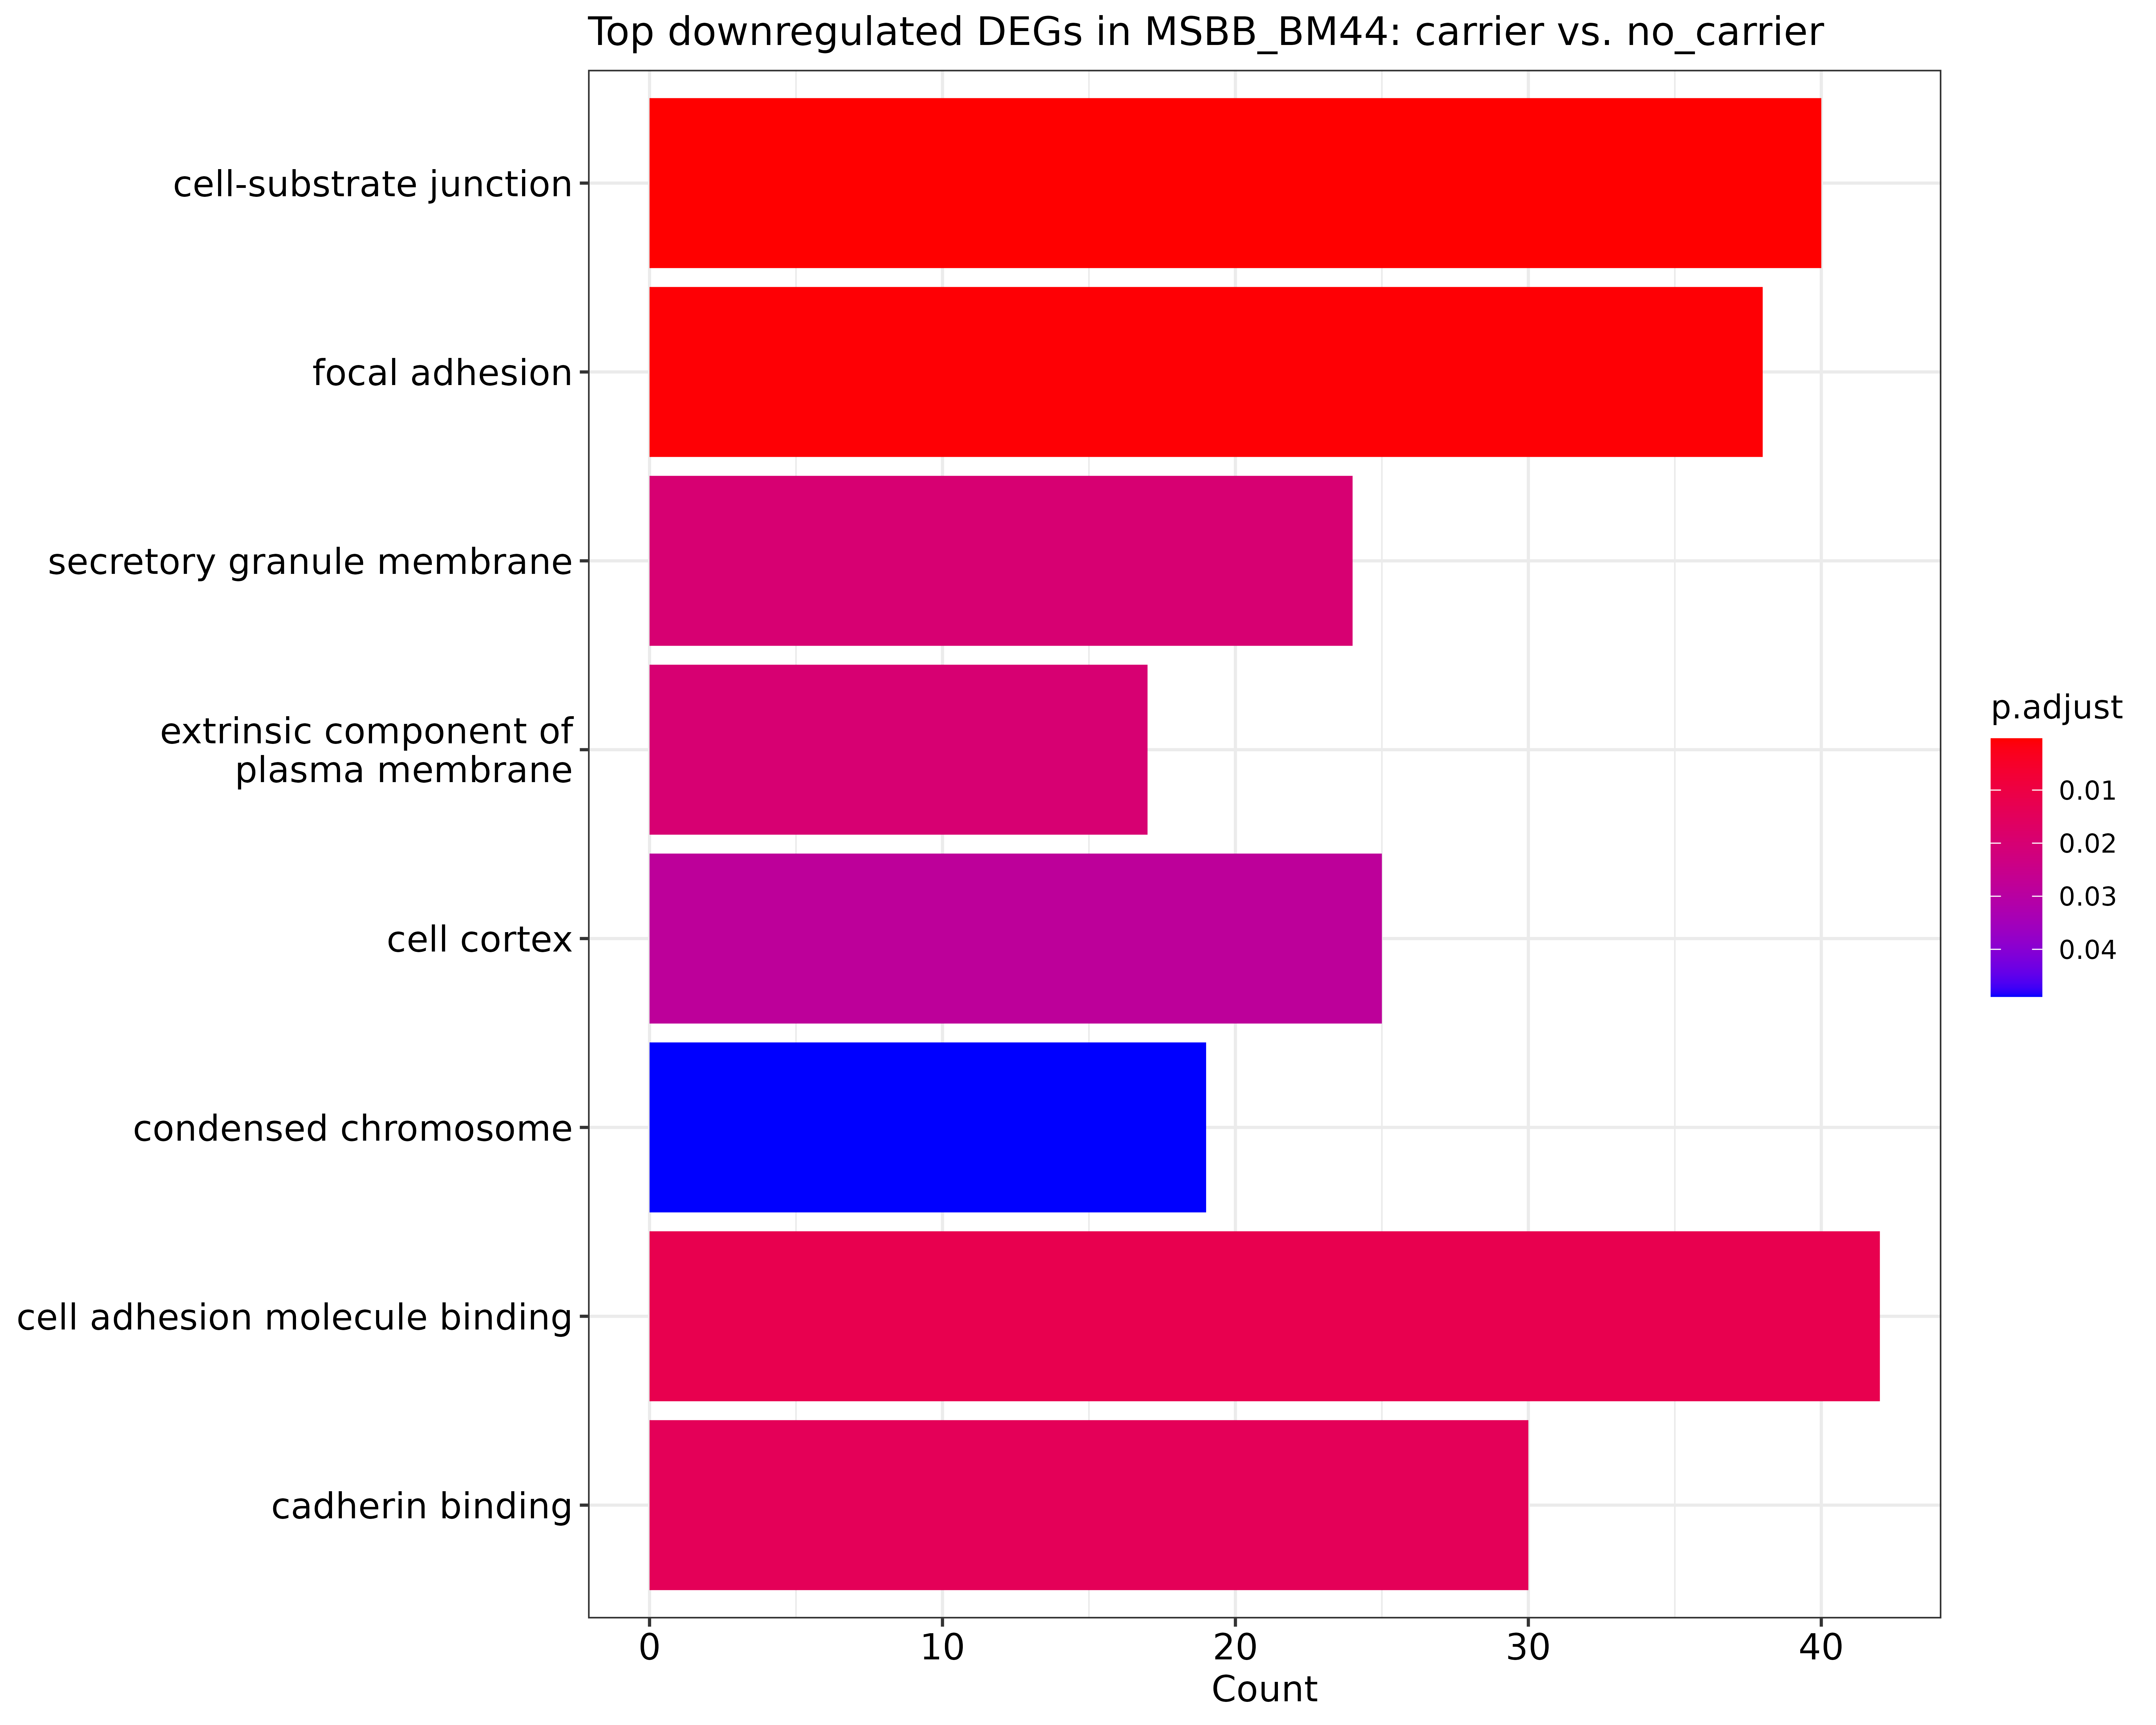 Top downregulated DEGs in MSBB_BM44: carrier vs. no_carrier
cell-substrate junction
focal adhesion
secretory granule membrane
extrinsic component of
plasma membrane
cell cortex
condensed chromosome
cell adhesion molecule binding
cadherin binding
0 10 20 30 40
Count
p.adjust
0.01
0.02
0.03
0.04